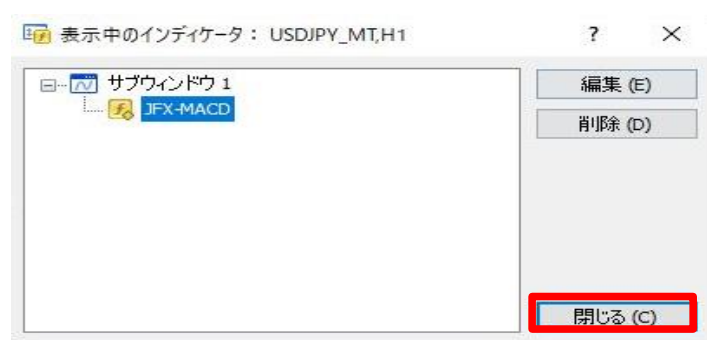 表示中のインディケータ： USDJPY_MT,H1
?
サブウィンドウ 1
JFX-MACD
編集 (E)
削除 (D)
閉じる (C)